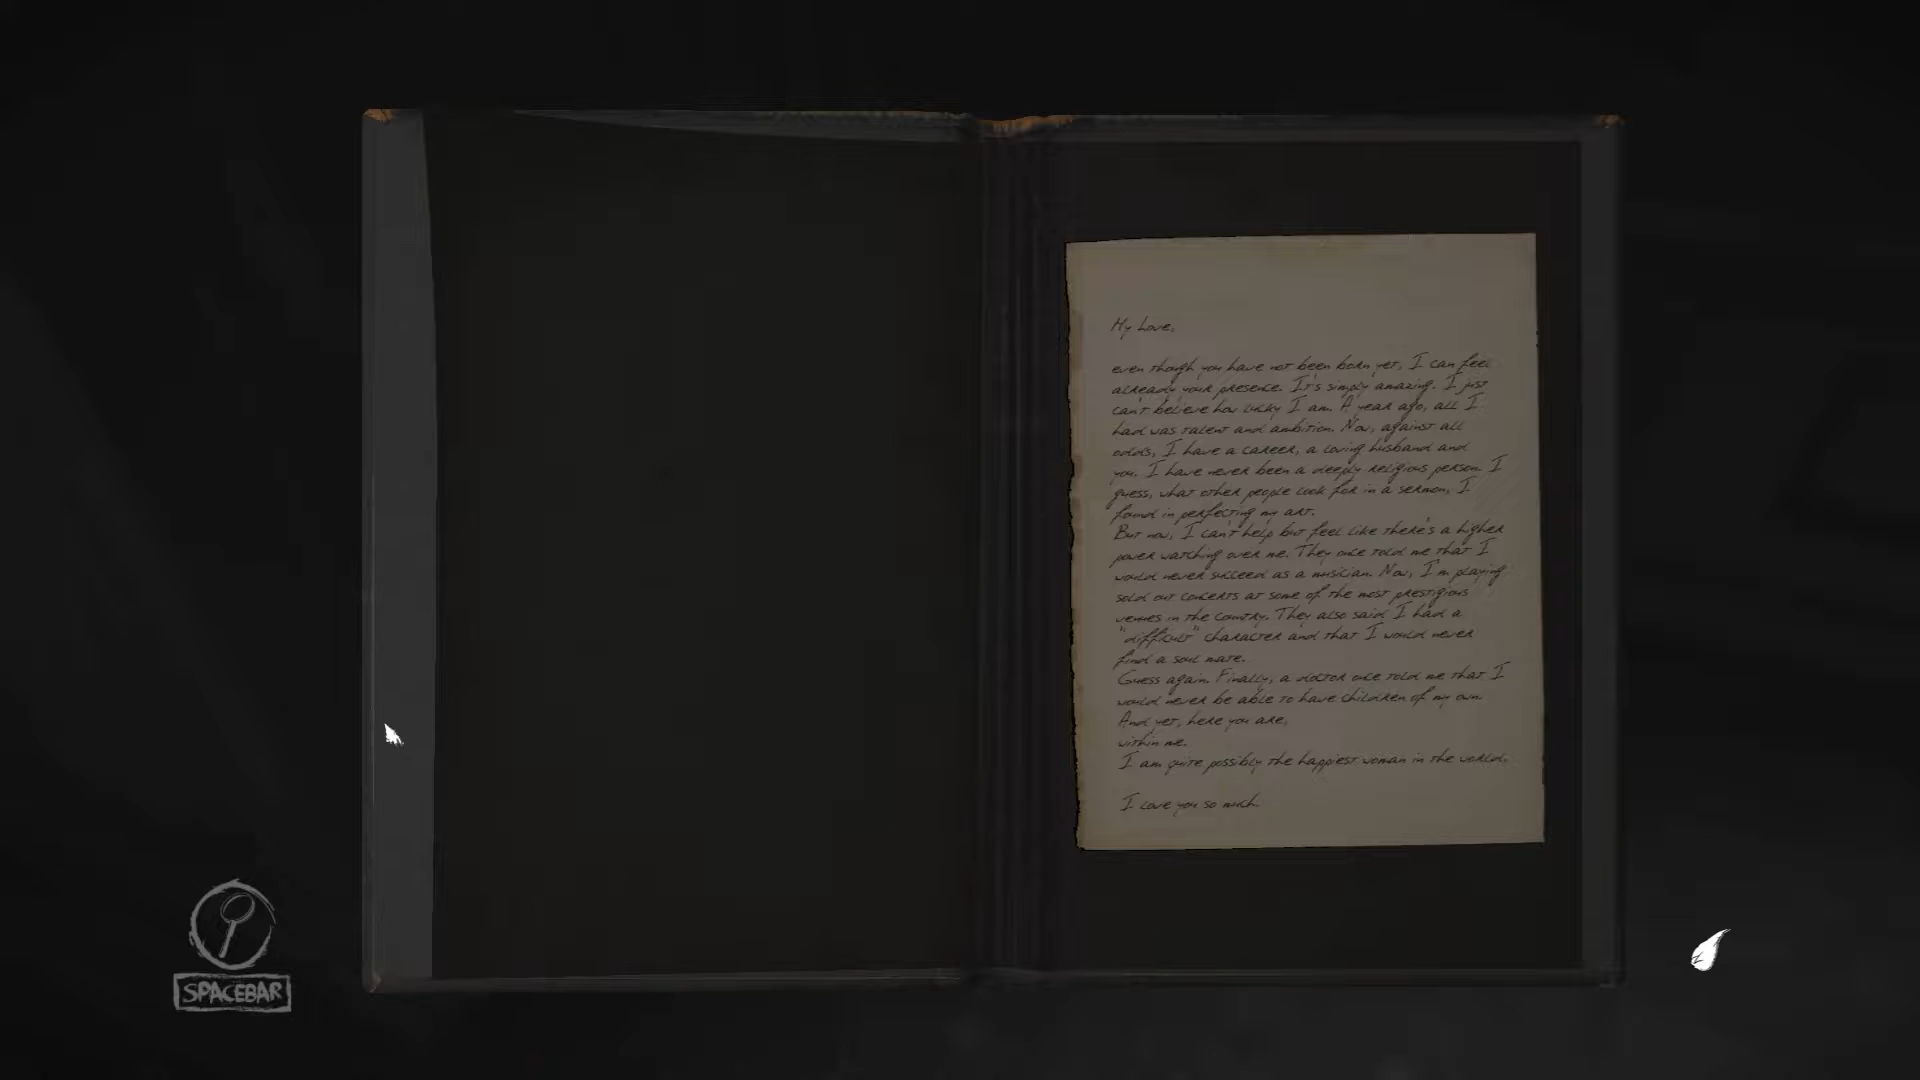 My Love,
even though you have not been born yet, I can feel
already your presence. It's simply amazing. I just
can't believe how lucky I am. A year ago, all I
had was talent and ambition. Now, against all
odds, I have a career, a loving husband and
you. I have never been a deeply religious person. I
guess, what other people look for in a sermon, I
found in perfecting my art.
But now, I can't help but feel like there's a higher
power watching over me. They once told me that I
would never succeed as a musician. Now, I'm playing
sold out concerts at some of the most prestigious
venues in the country. They also said I had a
"difficult" character and that I would never
find a soul mate.
Guess again. Finally, a doctor once told me that I
would never be able to have children of my own.
And yet, here you are,
within me.
I am quite possibly the happiest woman in the world.
I love you so much.
SPACEBAR